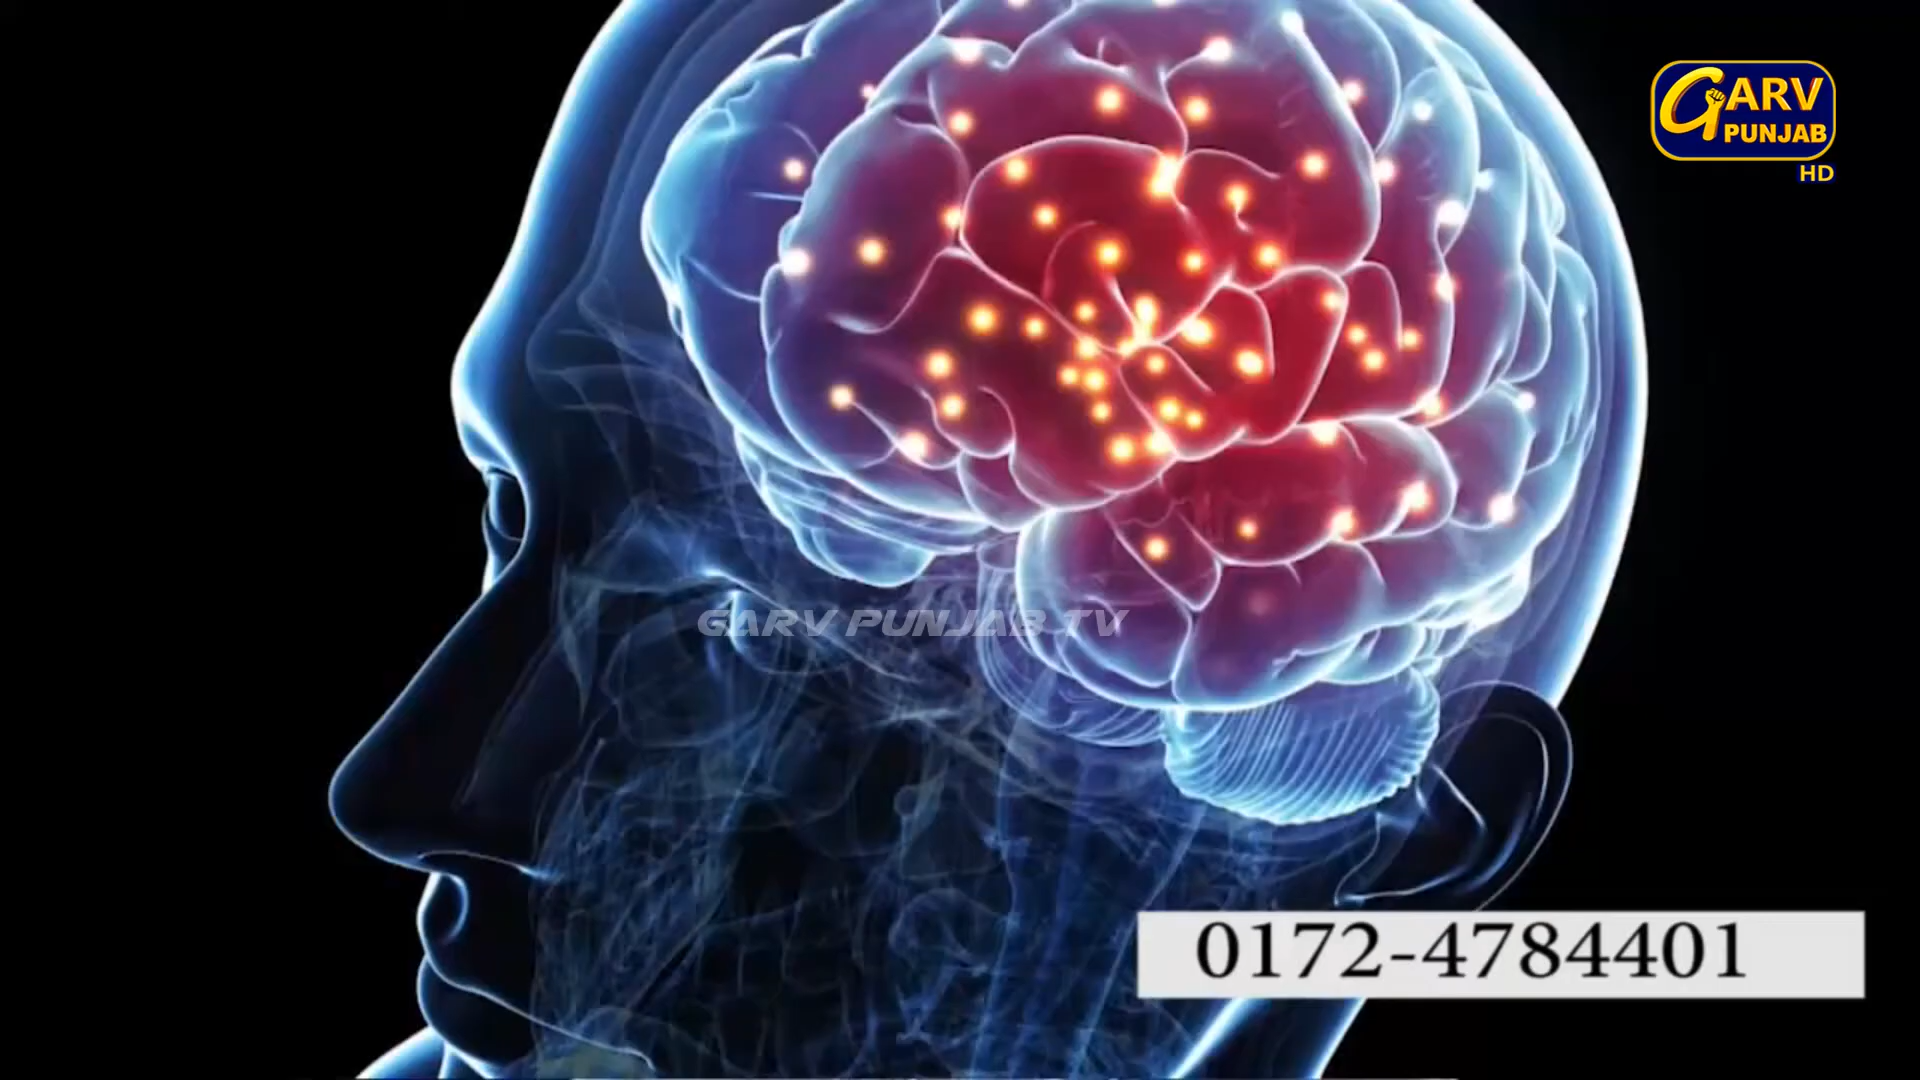 GARV
PUNJAB
HD
GARV PUNJAB TV
0172-4784401